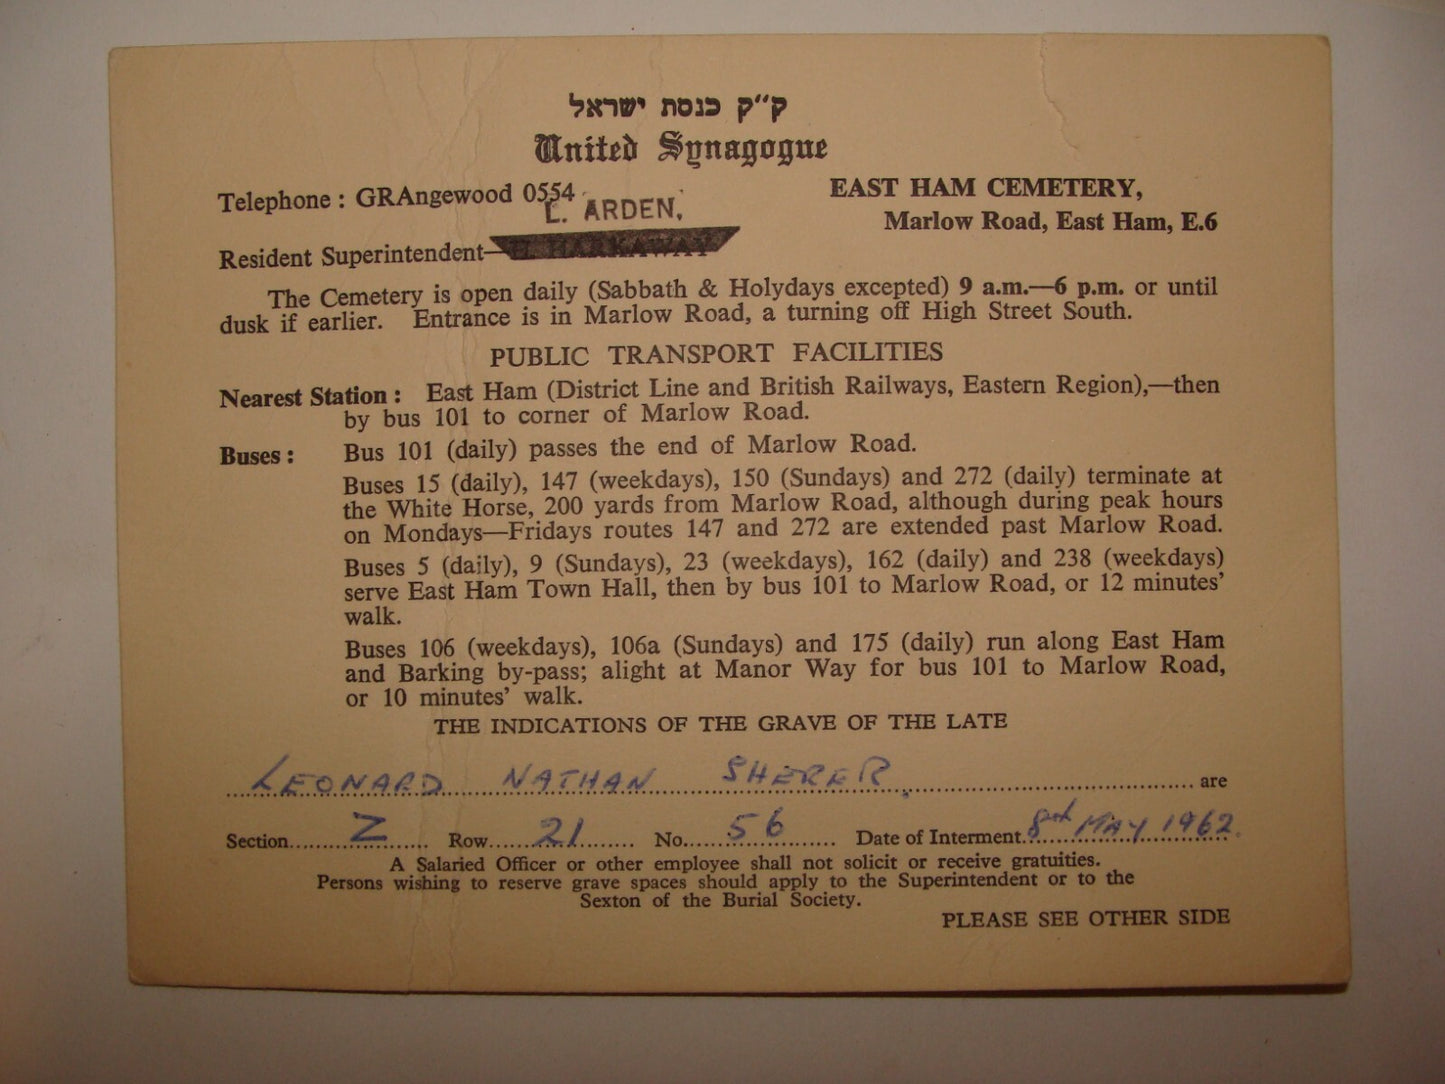 ק״ק כנסת ישראל
United Synagogue
Telephone : GRAngewood 0554
EAST HAM CEMETERY,
L. ARDEN.
Marlow Road, East Ham, E.6
Resident Superintendent— HARKAWAY
The Cemetery is open daily (Sabbath & Holydays excepted) 9 a.m.—6 p.m. or until
dusk if earlier. Entrance is in Marlow Road, a turning off High Street South.
PUBLIC TRANSPORT FACILITIES
Nearest Station : East Ham (District Line and British Railways, Eastern Region),—then
by bus 101 to corner of Marlow Road.
Buses : Bus 101 (daily) passes the end of Marlow Road.
Buses 15 (daily), 147 (weekdays), 150 (Sundays) and 272 (daily) terminate at
the White Horse, 200 yards from Marlow Road, although during peak hours
on Mondays—Fridays routes 147 and 272 are extended past Marlow Road.
Buses 5 (daily), 9 (Sundays), 23 (weekdays), 162 (daily) and 238 (weekdays)
serve East Ham Town Hall, then by bus 101 to Marlow Road, or 12 minutes'
walk.
Buses 106 (weekdays), 106a (Sundays) and 175 (daily) run along East Ham
and Barking by-pass; alight at Manor Way for bus 101 to Marlow Road,
or 10 minutes' walk.
THE INDICATIONS OF THE GRAVE OF THE LATE
LEONARD NATHAN SHERER. are
Section Z Row 21 No. 56 Date of Interment 8th MAY 1962.
A Salaried Officer or other employee shall not solicit or receive gratuities.
Persons wishing to reserve grave spaces should apply to the Superintendent or to the
Sexton of the Burial Society.
PLEASE SEE OTHER SIDE